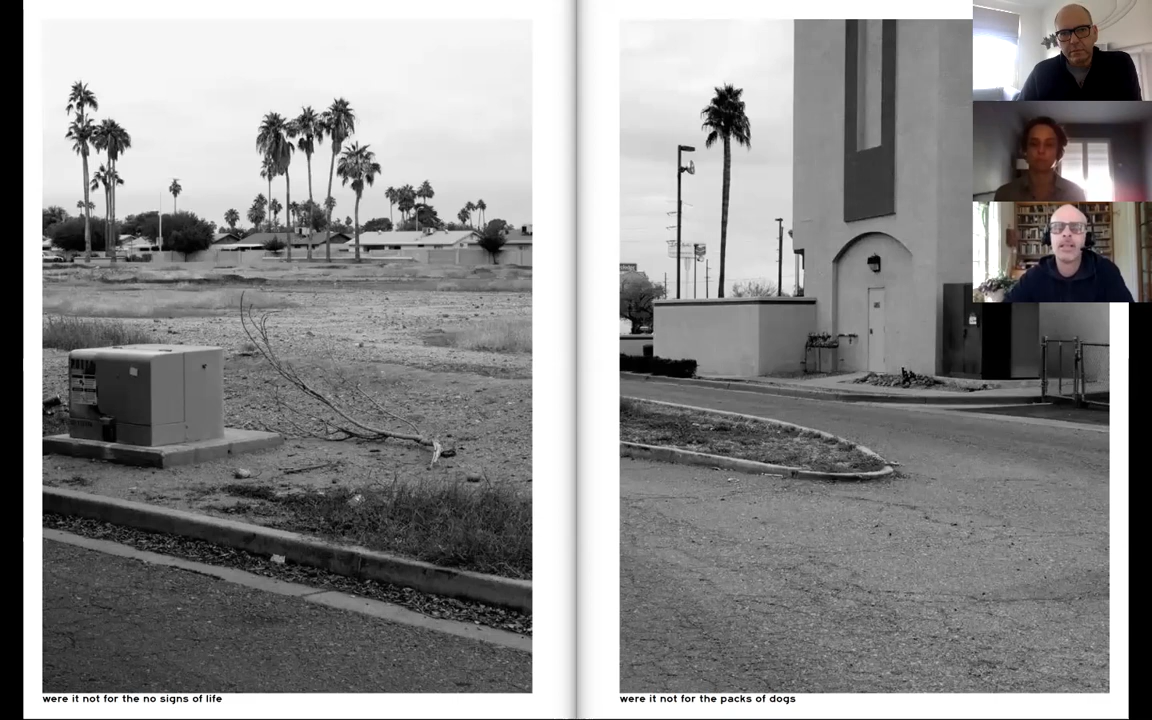 were it not for the no signs of life
were it not for the packs of dogs